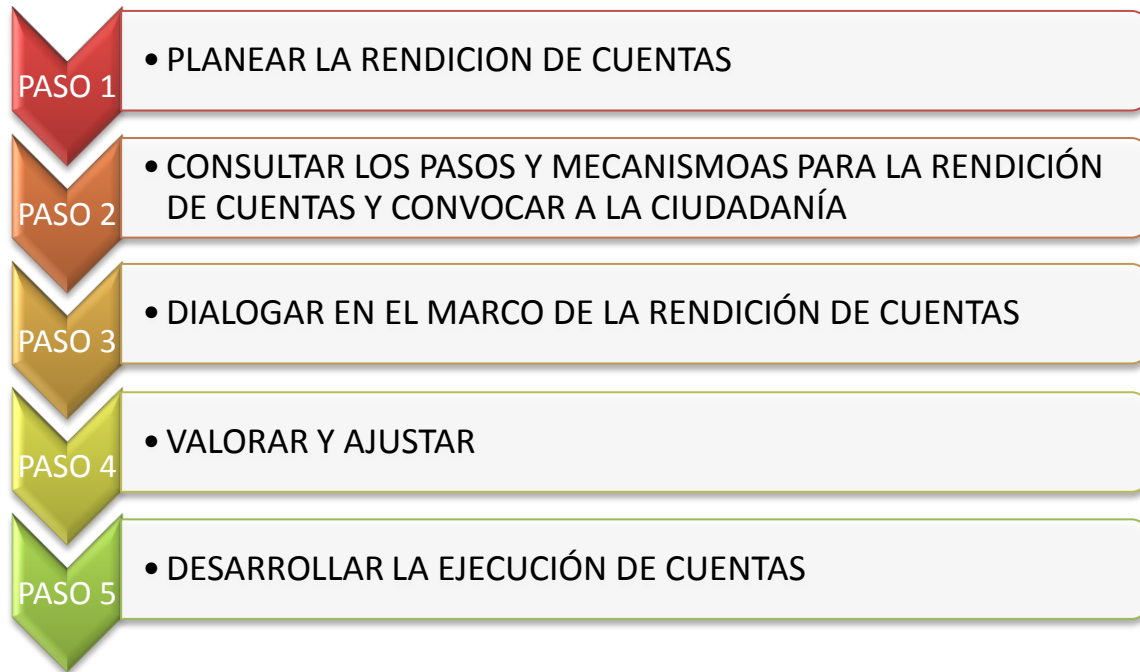 PASO 1
• PLANEAR LA RENDICION DE CUENTAS
PASO 2
• CONSULTAR LOS PASOS Y MECANISMOAS PARA LA RENDICIÓN
DE CUENTAS Y CONVOCAR A LA CIUDADANÍA
PASO 3
• DIALOGAR EN EL MARCO DE LA RENDICIÓN DE CUENTAS
PASO 4
• VALORAR Y AJUSTAR
PASO 5
• DESARROLLAR LA EJECUCIÓN DE CUENTAS